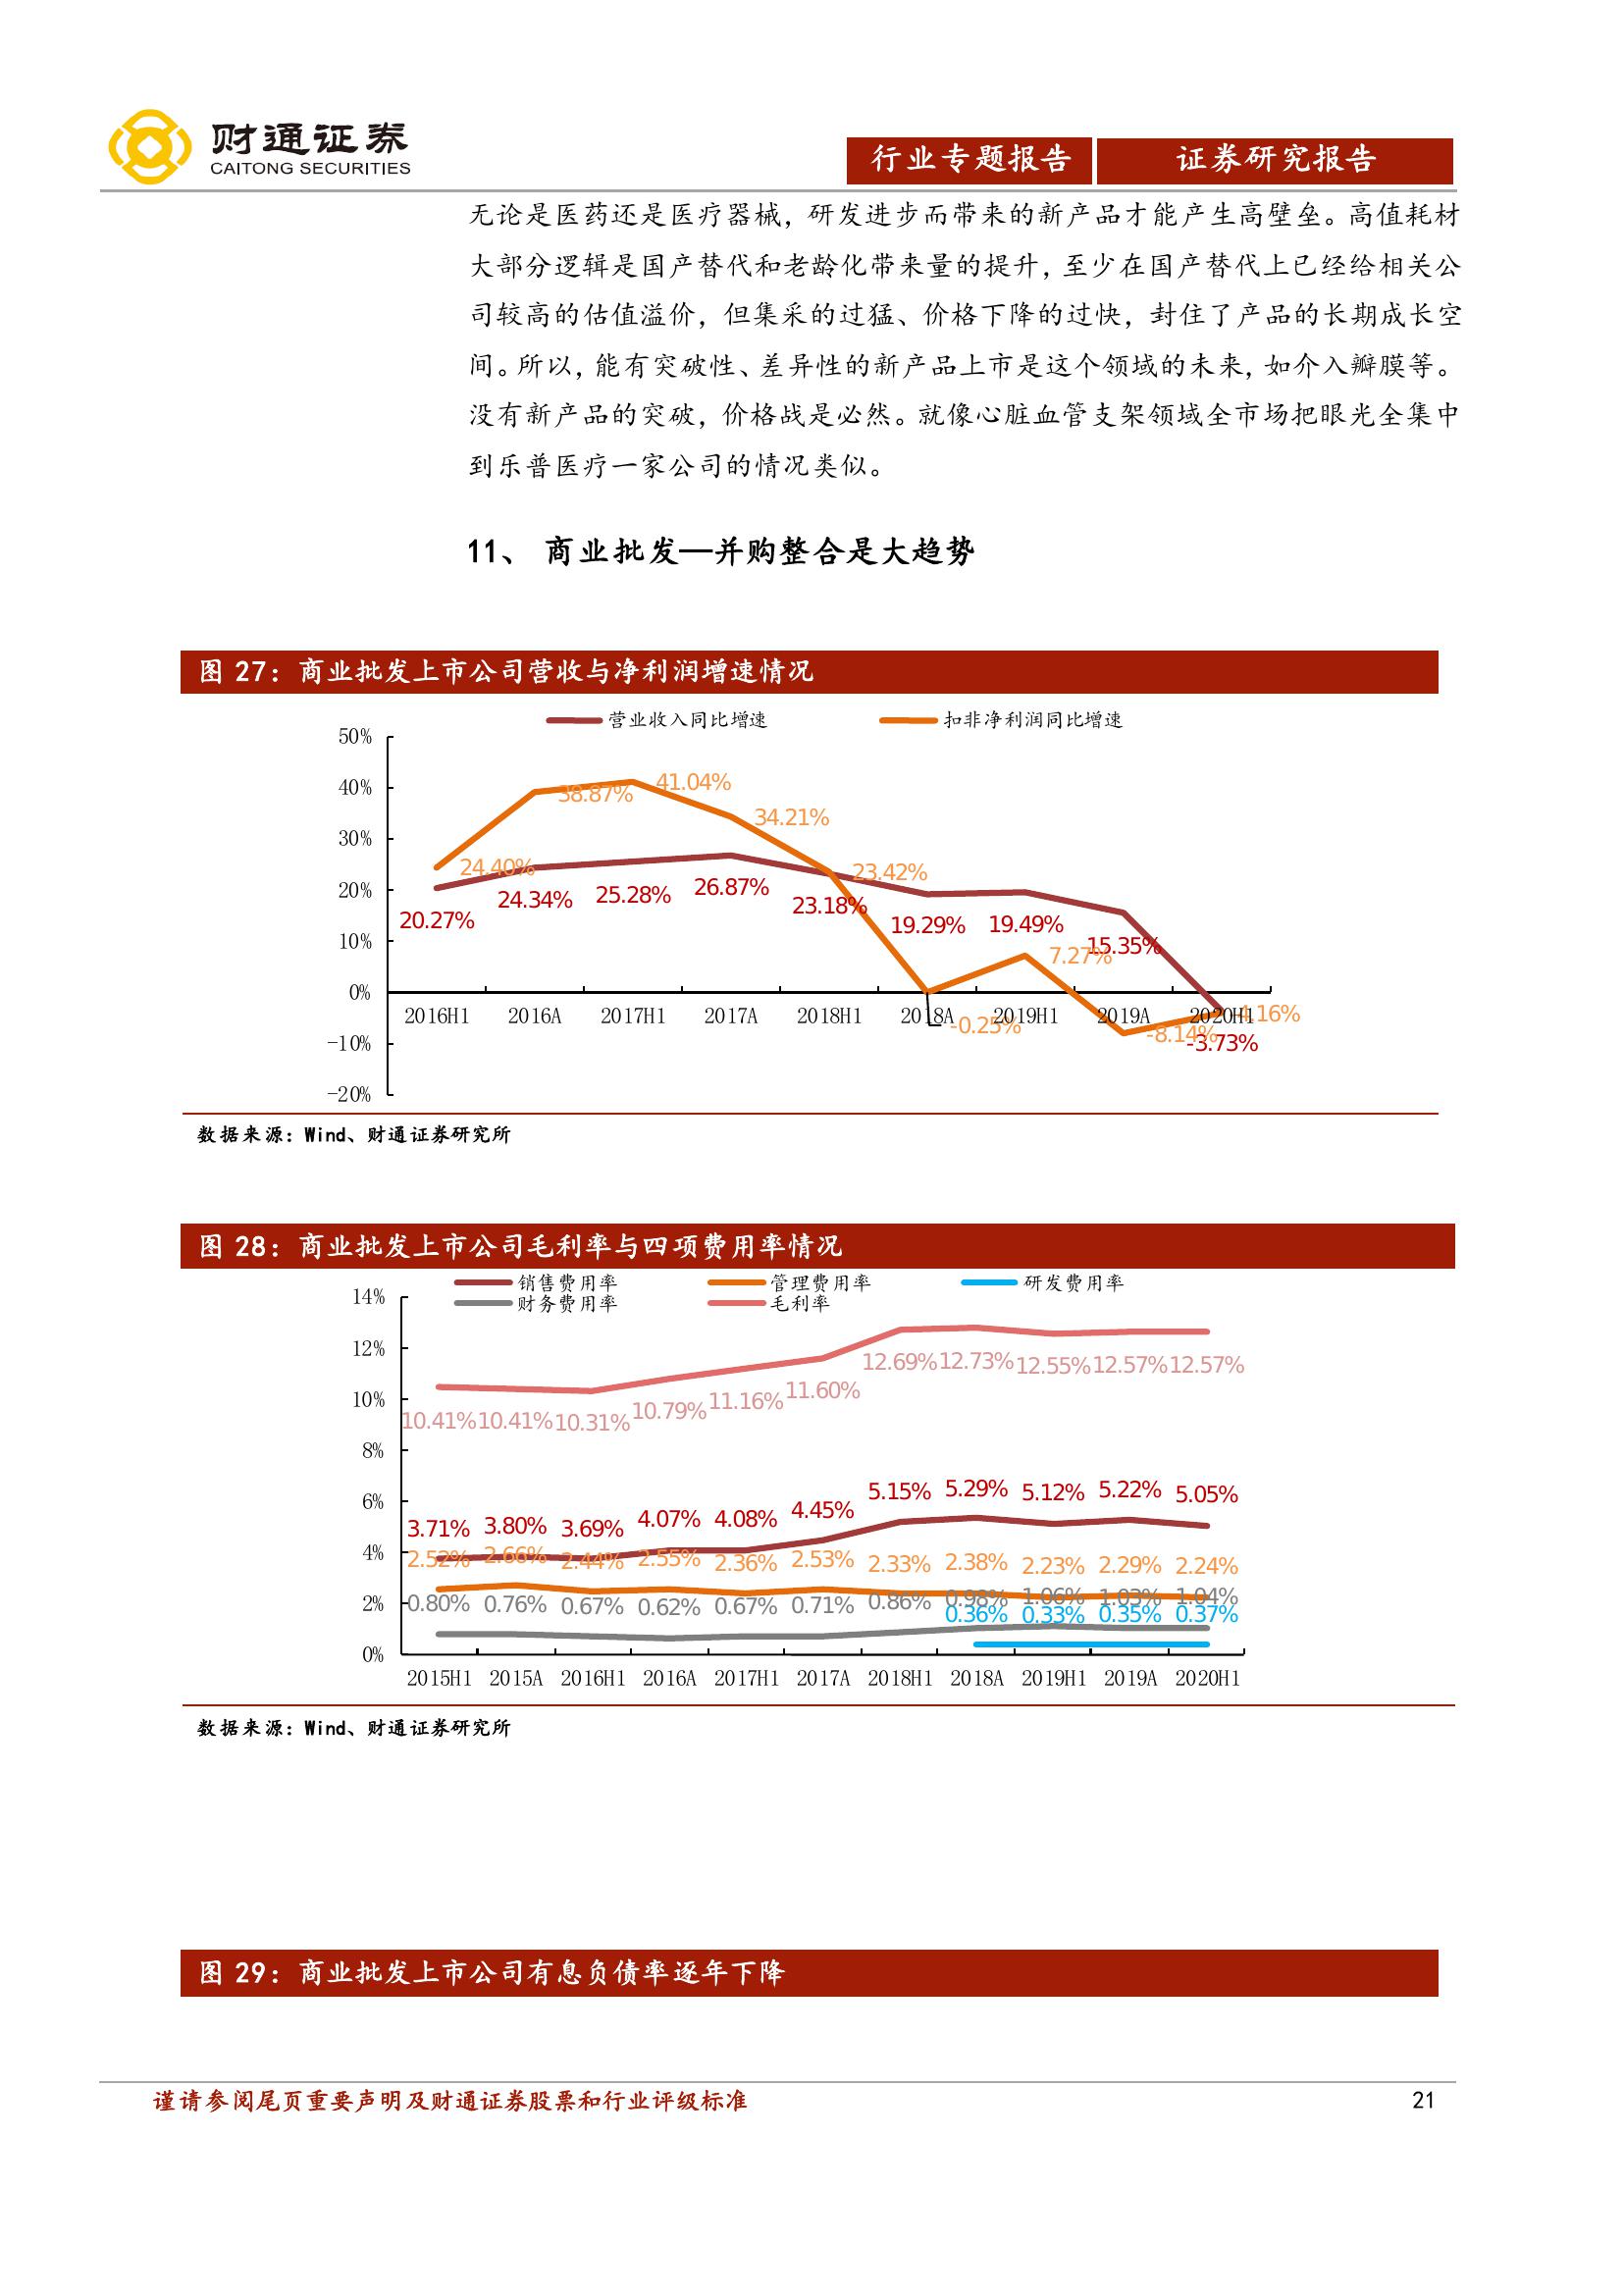 财通证券
CAITONG SECURITIES
行业专题报告 证券研究报告
无论是医药还是医疗器械，研发进步而带来的新产品才能产生高壁垒。高值耗材
大部分逻辑是国产替代和老龄化带来量的提升，至少在国产替代上已经给相关公
司较高的估值溢价，但集采的过猛、价格下降的过快，封住了产品的长期成长空
间。所以，能有突破性、差异性的新产品上市是这个领域的未来，如介入瓣膜等。
没有新产品的突破，价格战是必然。就像心脏血管支架领域全市场把眼光全集中
到乐普医疗一家公司的情况类似。
11、 商业批发—并购整合是大趋势
图 27：商业批发上市公司营收与净利润增速情况
营业收入同比增速 扣非净利润同比增速
50%
40%
30%
20%
10%
0%
-10%
-20%
24.40% 38.87% 41.04% 34.21% 23.42% -0.25% 7.27% -8.14% -4.16%
20.27% 24.34% 25.28% 26.87% 23.18% 19.29% 19.49% 15.35% -3.73%
2016H1 2016A 2017H1 2017A 2018H1 2018A 2019H1 2019A 2020H1
数据来源：Wind、财通证券研究所
图 28：商业批发上市公司毛利率与四项费用率情况
销售费用率 管理费用率 研发费用率
财务费用率 毛利率
14%
12%
10%
8%
6%
4%
2%
0%
10.41% 10.41% 10.31% 10.79% 11.16% 11.60% 12.69% 12.73% 12.55% 12.57% 12.57%
3.71% 3.80% 3.69% 4.07% 4.08% 4.45% 5.15% 5.29% 5.12% 5.22% 5.05%
2.52% 2.66% 2.44% 2.55% 2.36% 2.53% 2.33% 2.38% 2.23% 2.29% 2.24%
0.80% 0.76% 0.67% 0.62% 0.67% 0.71% 0.86% 0.98% 1.06% 1.03% 1.04%
0.36% 0.33% 0.35% 0.37%
2015H1 2015A 2016H1 2016A 2017H1 2017A 2018H1 2018A 2019H1 2019A 2020H1
数据来源：Wind、财通证券研究所
图 29：商业批发上市公司有息负债率逐年下降
谨请参阅尾页重要声明及财通证券股票和行业评级标准 21